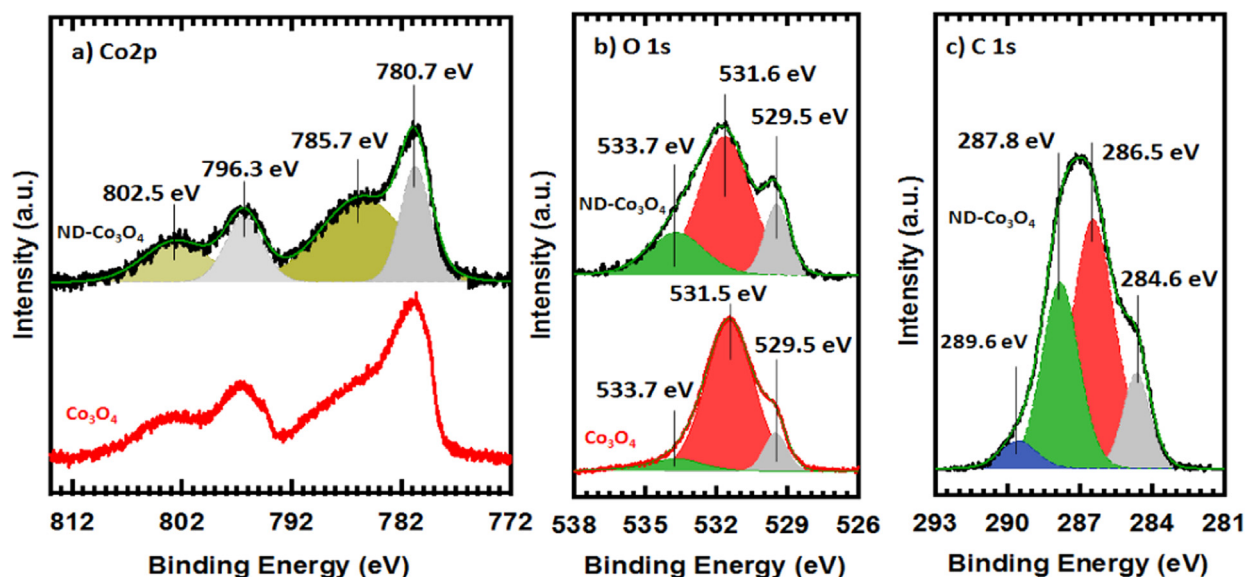 a) Co2p
780.7 eV
785.7 eV
796.3 eV
802.5 eV
ND-Co₃O₄
Co₃O₄
Intensity (a.u.)
812 802 792 782 772
Binding Energy (eV)
b) O 1s
531.6 eV
529.5 eV
533.7 eV
ND-Co₃O₄
531.5 eV
529.5 eV
533.7 eV
Co₃O₄
Intensity (a.u.)
538 535 532 529 526
Binding Energy (eV)
c) C 1s
287.8 eV
286.5 eV
ND-Co₃O₄
284.6 eV
289.6 eV
Intensity (a.u.)
293 290 287 284 281
Binding Energy (eV)